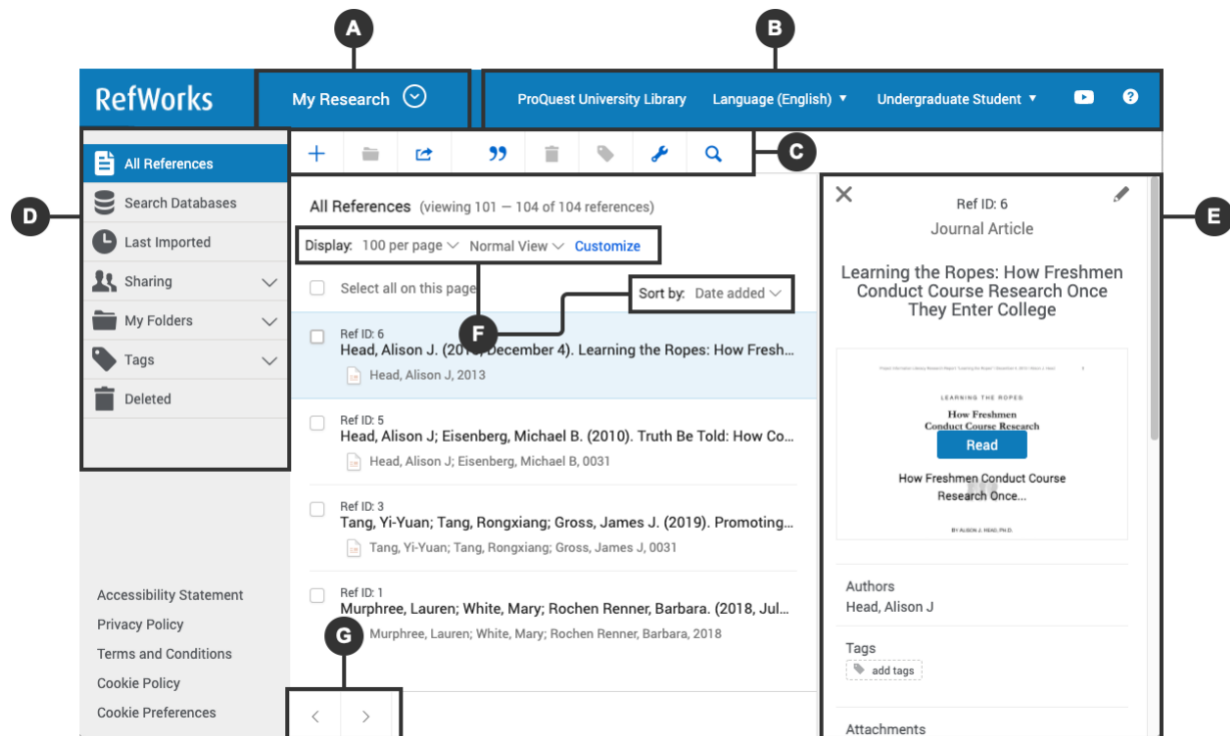 A
B
RefWorks
My Research
ProQuest University Library
Language (English)
Undergraduate Student
?
C
D
All References
Search Databases
Last Imported
Sharing
My Folders
Tags
Deleted
Accessibility Statement
Privacy Policy
Terms and Conditions
Cookie Policy
Cookie Preferences
All References (viewing 101 — 104 of 104 references)
Display: 100 per page Normal View Customize
Select all on this page
Sort by: Date added
F
Ref ID: 6
Head, Alison J. (201 December 4). Learning the Ropes: How Fresh...
Head, Alison J, 2013
Ref ID: 5
Head, Alison J; Eisenberg, Michael B. (2010). Truth Be Told: How Co...
Head, Alison J; Eisenberg, Michael B, 0031
Ref ID: 3
Tang, Yi-Yuan; Tang, Rongxiang; Gross, James J. (2019). Promoting...
Tang, Yi-Yuan; Tang, Rongxiang; Gross, James J, 0031
Ref ID: 1
Murphree, Lauren; White, Mary; Rochen Renner, Barbara. (2018, Jul...
Murphree, Lauren; White, Mary; Rochen Renner, Barbara, 2018
G
E
Ref ID: 6
Journal Article
Learning the Ropes: How Freshmen
Conduct Course Research Once
They Enter College
LEARNING THE ROPES
How Freshmen
Conduct Course Research
Read
How Freshmen Conduct Course
Research Once...
BY ALISON J. HEAD, PH.D.
Authors
Head, Alison J
Tags
add tags
Attachments